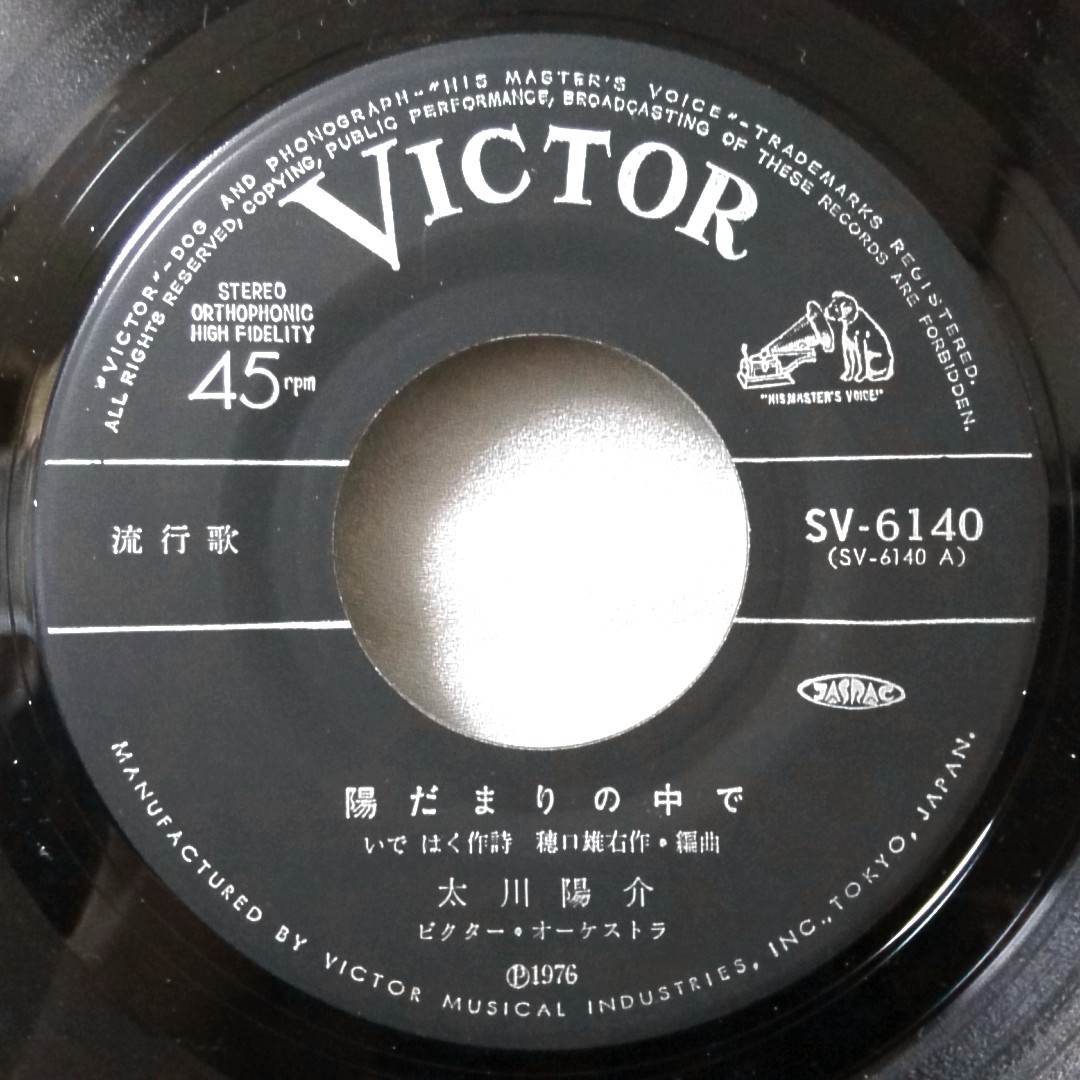 "VICTOR"-DOG AND PHONOGRAPH-"HIS MASTER'S VOICE"-TRADEMARKS REGISTERED.
ALL RIGHTS RESERVED, COPYING, PUBLIC PERFORMANCE, BROADCASTING OF THESE RECORDS ARE FORBIDDEN.
VICTOR
STEREO
ORTHOPHONIC
HIGH FIDELITY
45rpm
"HIS MASTER'S VOICE"
流行歌
SV-6140
(SV-6140 A)
JASRAC
陽だまりの中で
いで はく作詩 穂口雄右作・編曲
太川陽介
ビクター・オーケストラ
Ⓟ1976
MANUFACTURED BY VICTOR MUSICAL INDUSTRIES, INC., TOKYO, JAPAN.